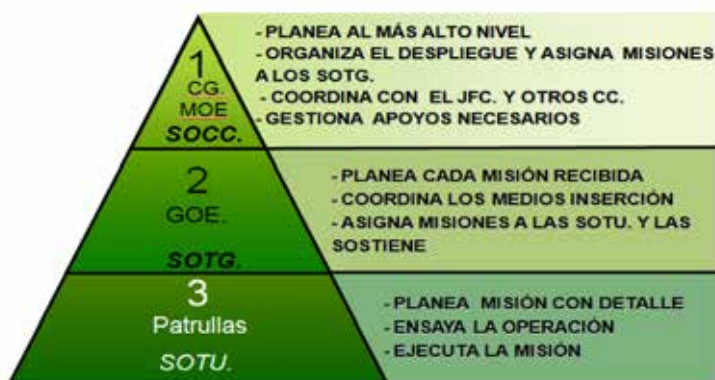 1
CG.
MOE
SOCC.
- PLANEA AL MÁS ALTO NIVEL
- ORGANIZA EL DESPLIEGUE Y ASIGNA MISIONES
A LOS SOTG.
- COORDINA CON EL JFC. Y OTROS CC.
- GESTIONA APOYOS NECESARIOS
2
GOE.
SOTG.
- PLANEA CADA MISIÓN RECIBIDA
- COORDINA LOS MEDIOS INSERCIÓN
- ASIGNA MISIONES A LAS SOTU. Y LAS
SOSTIENE
3
Patrullas
SOTU.
- PLANEA MISIÓN CON DETALLE
- ENSAYA LA OPERACIÓN
- EJECUTA LA MISIÓN